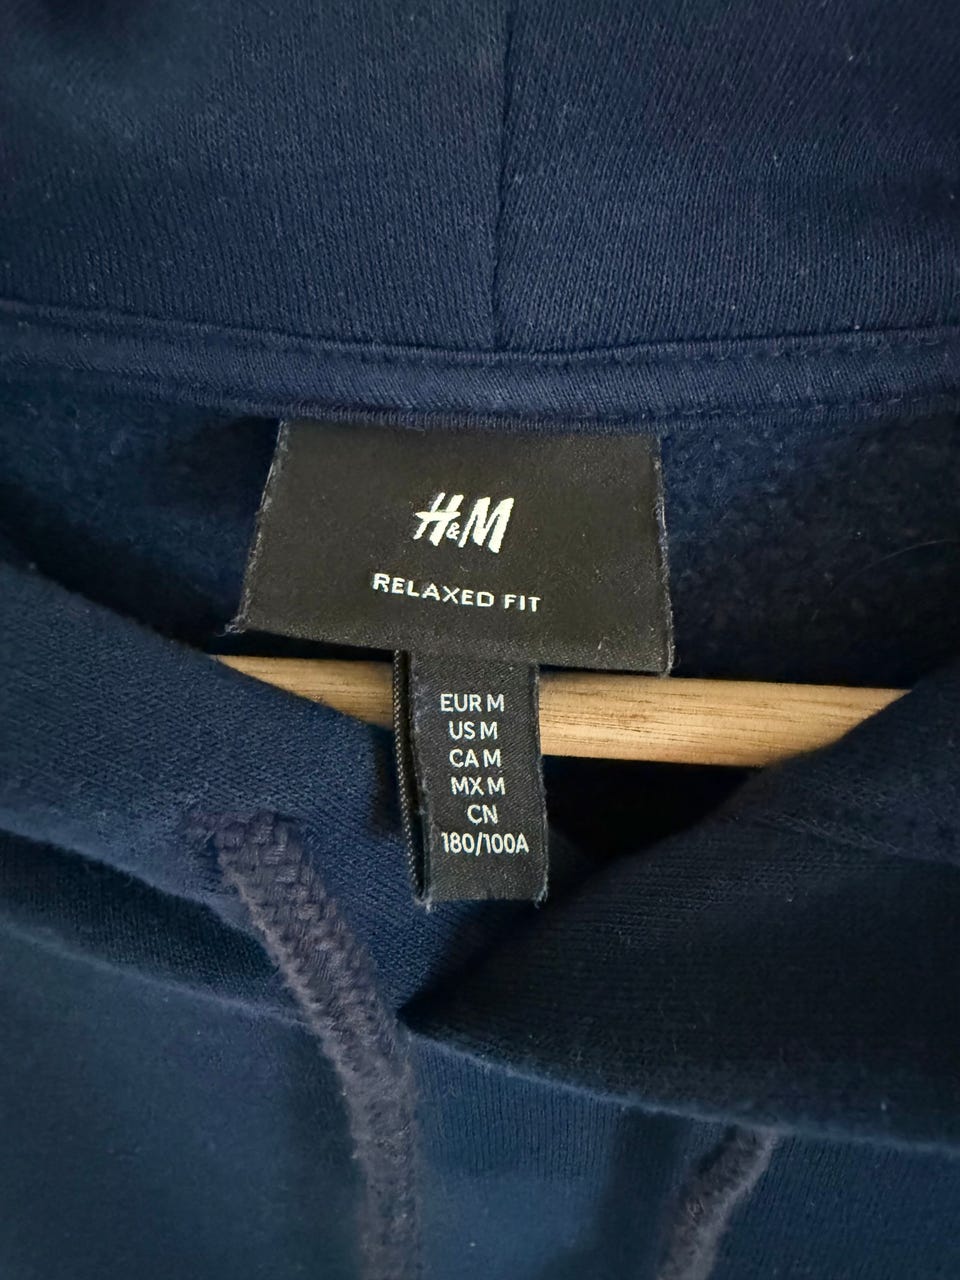 H&M
RELAXED FIT
EUR M
US M
CA M
MX M
CN
180/100A